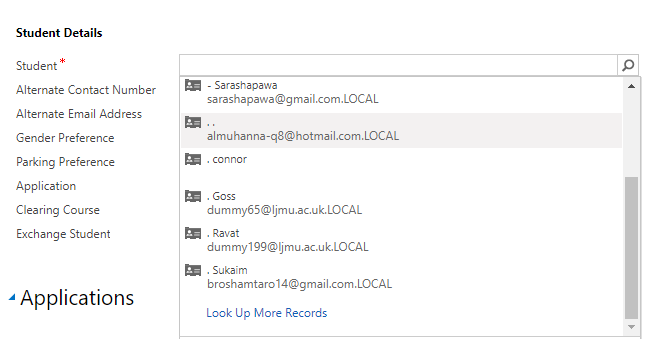 Student Details
Student*
Alternate Contact Number
Alternate Email Address
Gender Preference
Parking Preference
Application
Clearing Course
Exchange Student
- Sarashapawa
sarashapawa@gmail.com.LOCAL
. .
almuhanna-q8@hotmail.com.LOCAL
. connor
. Goss
dummy65@ljmu.ac.uk.LOCAL
. Ravat
dummy199@ljmu.ac.uk.LOCAL
. Sukaim
broshamtaro14@gmail.com.LOCAL
Look Up More Records
Applications